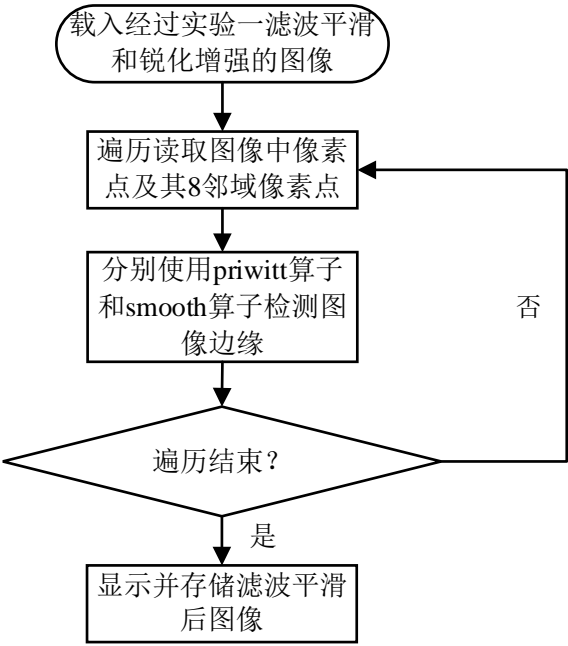 载入经过实验一滤波平滑
和锐化增强的图像
遍历读取图像中像素
点及其8邻域像素点
分别使用priwitt算子
和smooth算子检测图
像边缘
否
遍历结束？
是
显示并存储滤波平滑
后图像